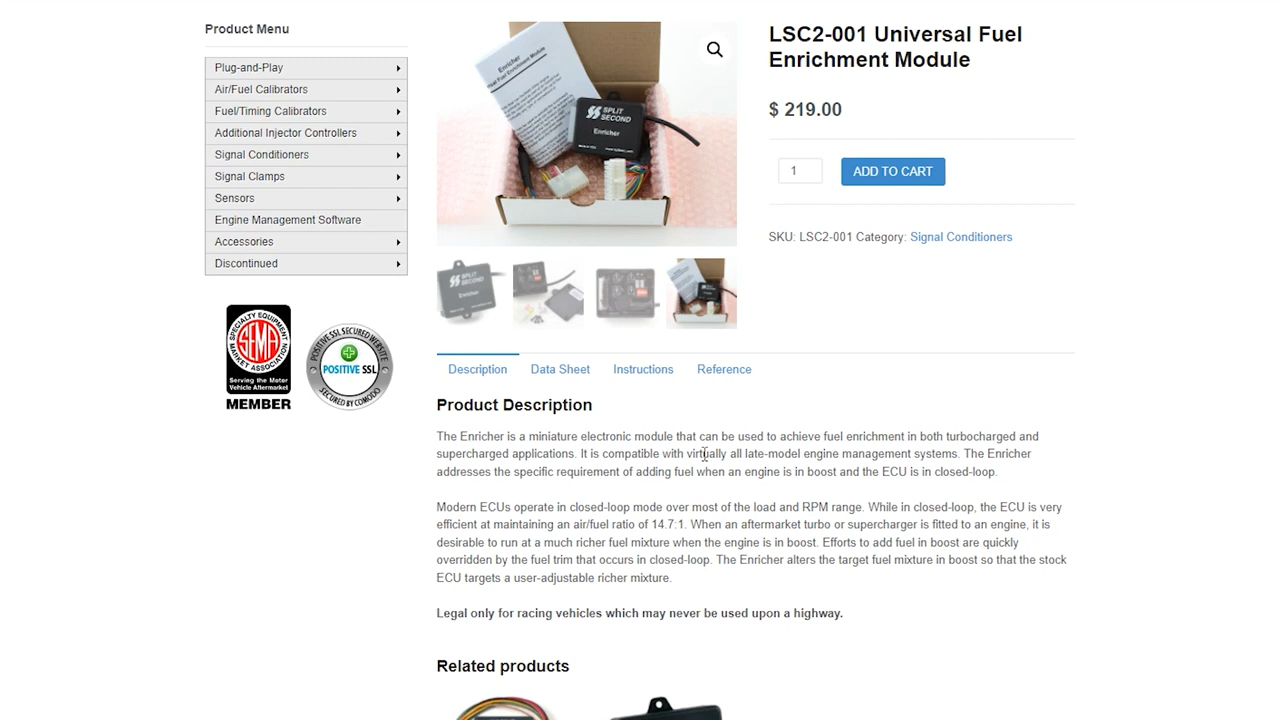 Product Menu
Plug-and-Play
Air/Fuel Calibrators
Fuel/Timing Calibrators
Additional Injector Controllers
Signal Conditioners
Signal Clamps
Sensors
Engine Management Software
Accessories
Discontinued
SPECIALTY EQUIPMENT
SEMA
MARKET ASSOCIATION
Serving the Motor
Vehicle Aftermarket
MEMBER
POSITIVE SSL SECURED WEBSITE
POSITIVE SSL
SECURED BY COMODO
Enricher
SPLIT
SECOND
Enricher
SPLIT
SECOND
Enricher
LSC2-001 Universal Fuel
Enrichment Module
$ 219.00
1
ADD TO CART
SKU: LSC2-001 Category: Signal Conditioners
Description
Data Sheet
Instructions
Reference
Product Description
The Enricher is a miniature electronic module that can be used to achieve fuel enrichment in both turbocharged and
supercharged applications. It is compatible with virtually all late-model engine management systems. The Enricher
addresses the specific requirement of adding fuel when an engine is in boost and the ECU is in closed-loop.
Modern ECUs operate in closed-loop mode over most of the load and RPM range. While in closed-loop, the ECU is very
efficient at maintaining an air/fuel ratio of 14.7:1. When an aftermarket turbo or supercharger is fitted to an engine, it is
desirable to run at a much richer fuel mixture when the engine is in boost. Efforts to add fuel in boost are quickly
overridden by the fuel trim that occurs in closed-loop. The Enricher alters the target fuel mixture in boost so that the stock
ECU targets a user-adjustable richer mixture.
Legal only for racing vehicles which may never be used upon a highway.
Related products